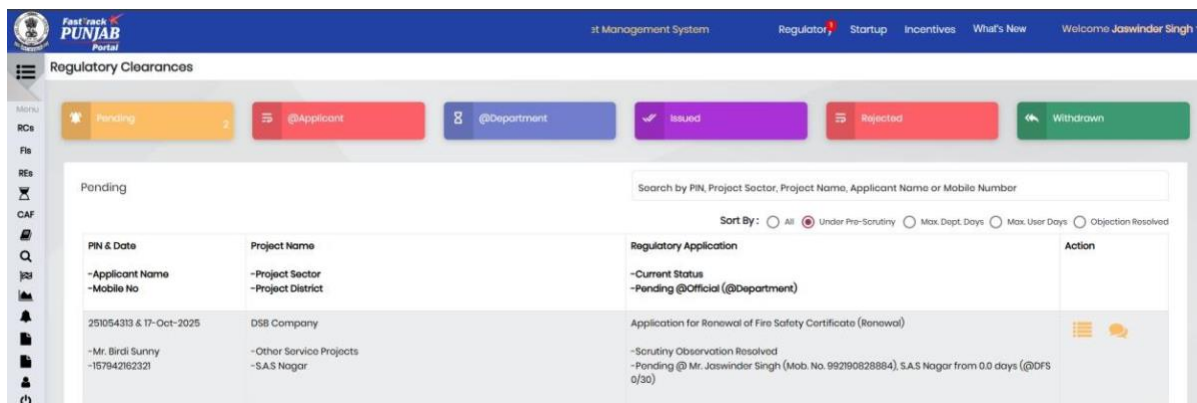 Fast Track
PUNJAB
Portal
et Management System
Regulatory
1
Startup
Incentives
What's New
Welcome Jaswinder Singh
Regulatory Clearances
Menu
RCs
FIs
REs
CAF
Pending
2
@Applicant
@Department
Issued
Rejected
Withdrawn
Pending
Search by PIN, Project Sector, Project Name, Applicant Name or Mobile Number
Sort By : All Under Pre-Scrutiny Max. Dept. Days Max. User Days Objection Resolved
PIN & Date
-Applicant Name
-Mobile No
Project Name
-Project Sector
-Project District
Regulatory Application
-Current Status
-Pending @Official (@Department)
Action
251054313 & 17-Oct-2025
-Mr. Birdi Sunny
-157942162321
DSB Company
-Other Service Projects
-S.A.S Nagar
Application for Renewal of Fire Safety Certificate (Renewal)
-Scrutiny Observation Resolved
-Pending @ Mr. Jaswinder Singh (Mob. No. 992190828884), S.A.S Nagar from 0.0 days (@DFS
0/30)